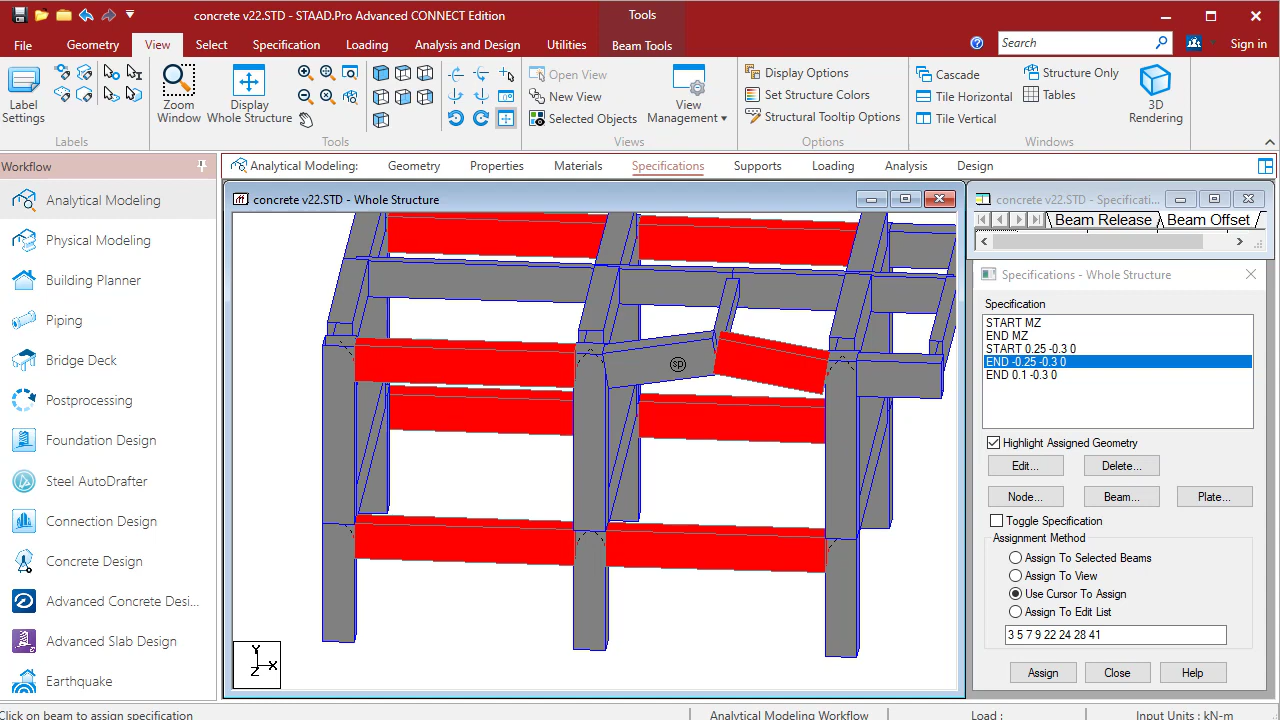 concrete v22.STD - STAAD.Pro Advanced CONNECT Edition
Tools
File
Geometry
View
Select
Specification
Loading
Analysis and Design
Utilities
Beam Tools
Search
Sign in
Label Settings
Zoom Window
Display Whole Structure
Open View
New View
Selected Objects
View Management
Display Options
Set Structure Colors
Structural Tooltip Options
Cascade
Tile Horizontal
Tile Vertical
Structure Only
Tables
3D Rendering
Labels
Tools
Views
Options
Windows
Workflow
Analytical Modeling
Physical Modeling
Building Planner
Piping
Bridge Deck
Postprocessing
Foundation Design
Steel AutoDrafter
Connection Design
Concrete Design
Advanced Concrete Desi...
Advanced Slab Design
Earthquake
Analytical Modeling:
Geometry
Properties
Materials
Specifications
Supports
Loading
Analysis
Design
concrete v22.STD - Whole Structure
sp
Y
X
Z
concrete v22.STD - Specificati...
Beam Release
Beam Offset
Specifications - Whole Structure
Specification
START MZ
END MZ
START 0.25 -0.3 0
END -0.25 -0.3 0
END 0.1 -0.3 0
Highlight Assigned Geometry
Edit...
Delete...
Node...
Beam...
Plate...
Toggle Specification
Assignment Method
Assign To Selected Beams
Assign To View
Use Cursor To Assign
Assign To Edit List
3 5 7 9 22 24 28 41
Assign
Close
Help
Click on beam to assign specification
Analytical Modeling Workflow
Load :
Input Units : kN-m